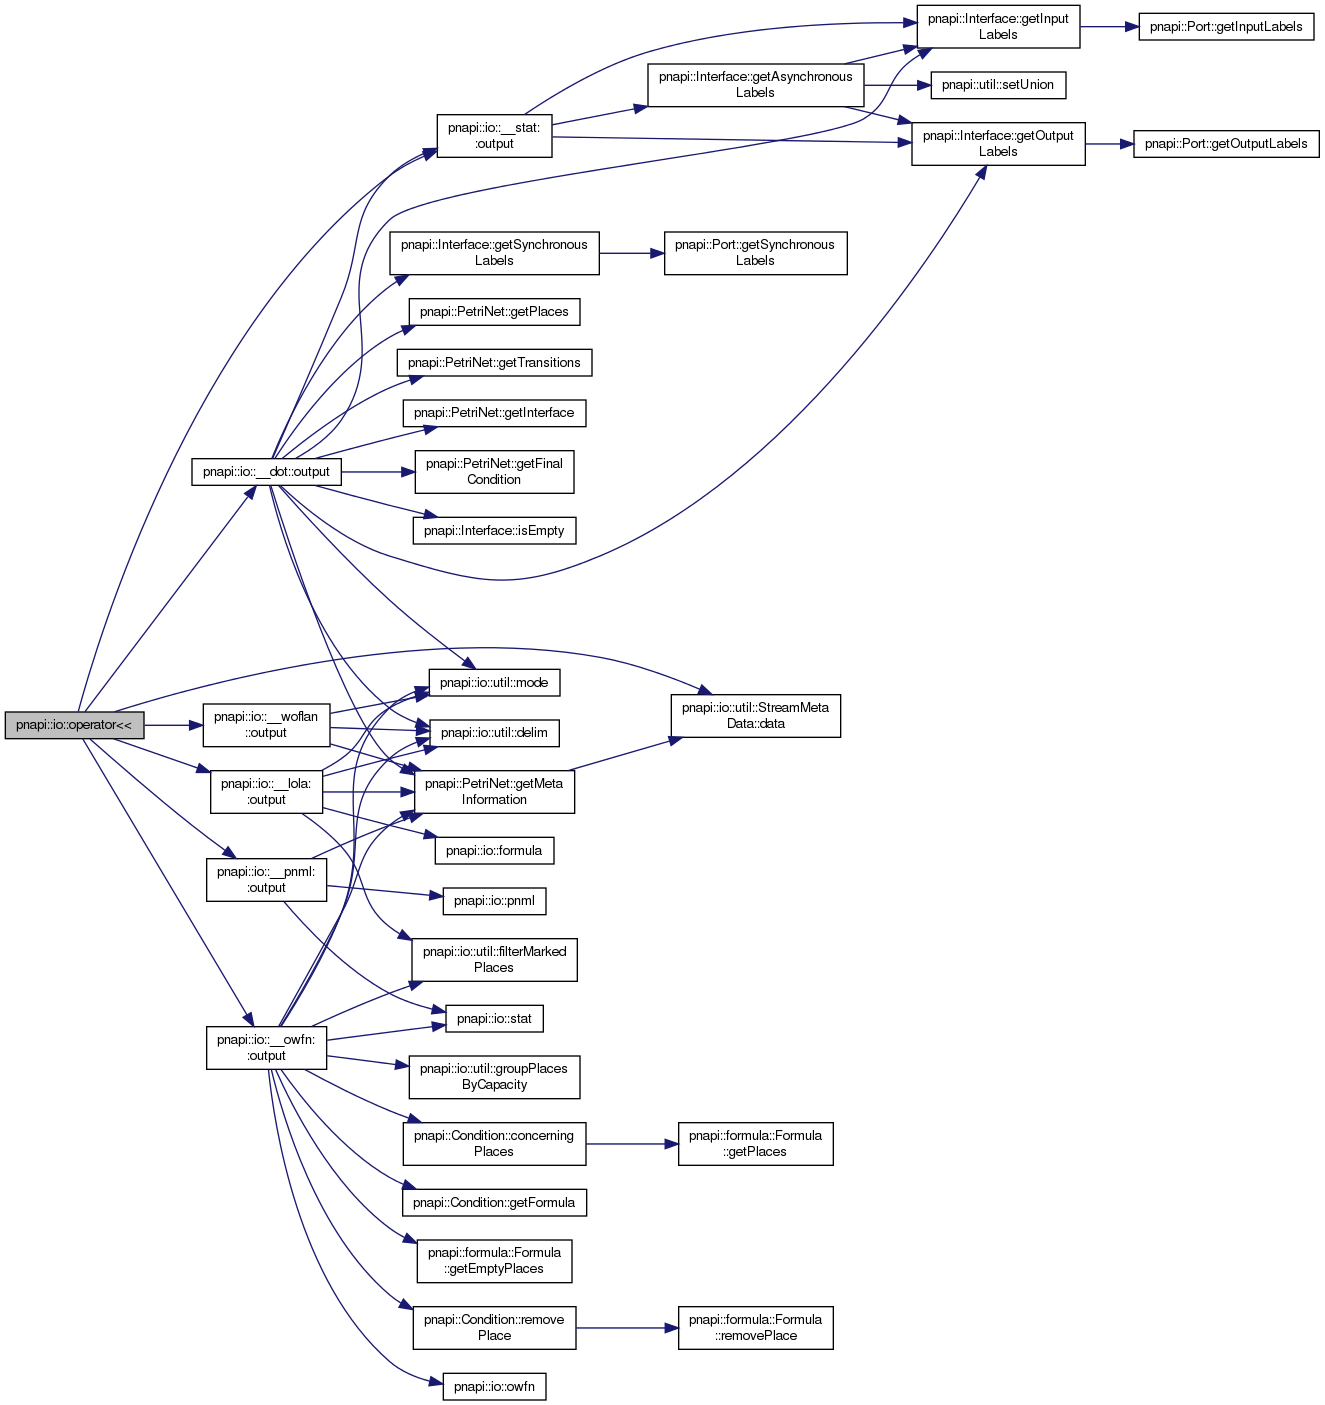 pnapi::Interface::getInput
Labels
pnapi::Port::getInputLabels
pnapi::Interface::getAsynchronous
Labels
pnapi::util::setUnion
pnapi::io::__stat:
:output
pnapi::Interface::getOutput
Labels
pnapi::Port::getOutputLabels
pnapi::Interface::getSynchronous
Labels
pnapi::Port::getSynchronous
Labels
pnapi::PetriNet::getPlaces
pnapi::PetriNet::getTransitions
pnapi::PetriNet::getInterface
pnapi::io::__dot::output
pnapi::PetriNet::getFinal
Condition
pnapi::Interface::isEmpty
pnapi::io::util::mode
pnapi::io::operator<<
pnapi::io::__woflan
::output
pnapi::io::util::StreamMeta
Data::data
pnapi::io::util::delim
pnapi::io::__lola:
:output
pnapi::PetriNet::getMeta
Information
pnapi::io::formula
pnapi::io::__pnml:
:output
pnapi::io::pnml
pnapi::io::util::filterMarked
Places
pnapi::io::stat
pnapi::io::__owfn:
:output
pnapi::io::util::groupPlaces
ByCapacity
pnapi::Condition::concerning
Places
pnapi::formula::Formula
::getPlaces
pnapi::Condition::getFormula
pnapi::formula::Formula
::getEmptyPlaces
pnapi::Condition::remove
Place
pnapi::formula::Formula
::removePlace
pnapi::io::owfn